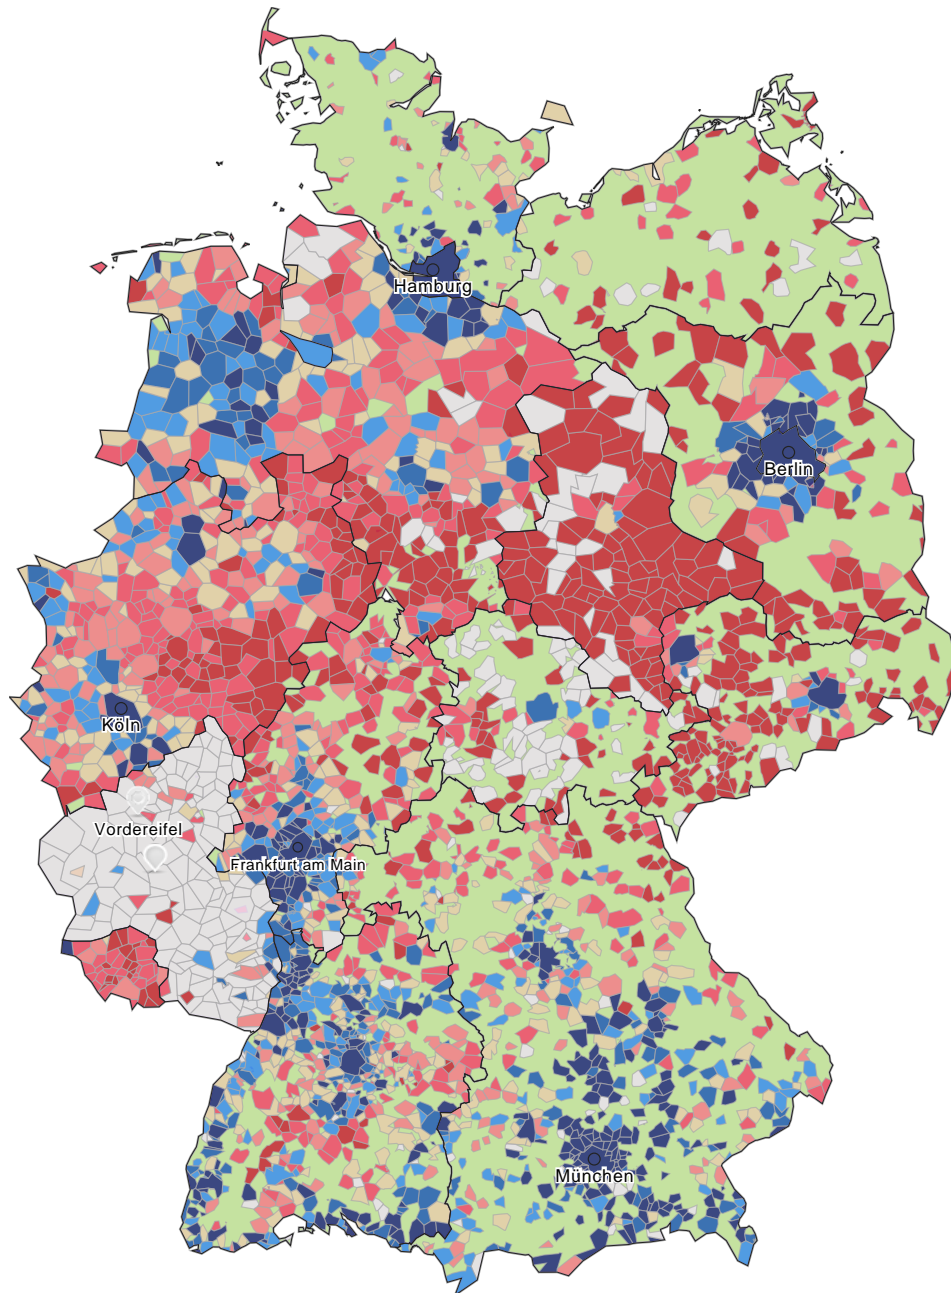 Hamburg
Berlin
Köln
Vordereifel
Frankfurt am Main
München